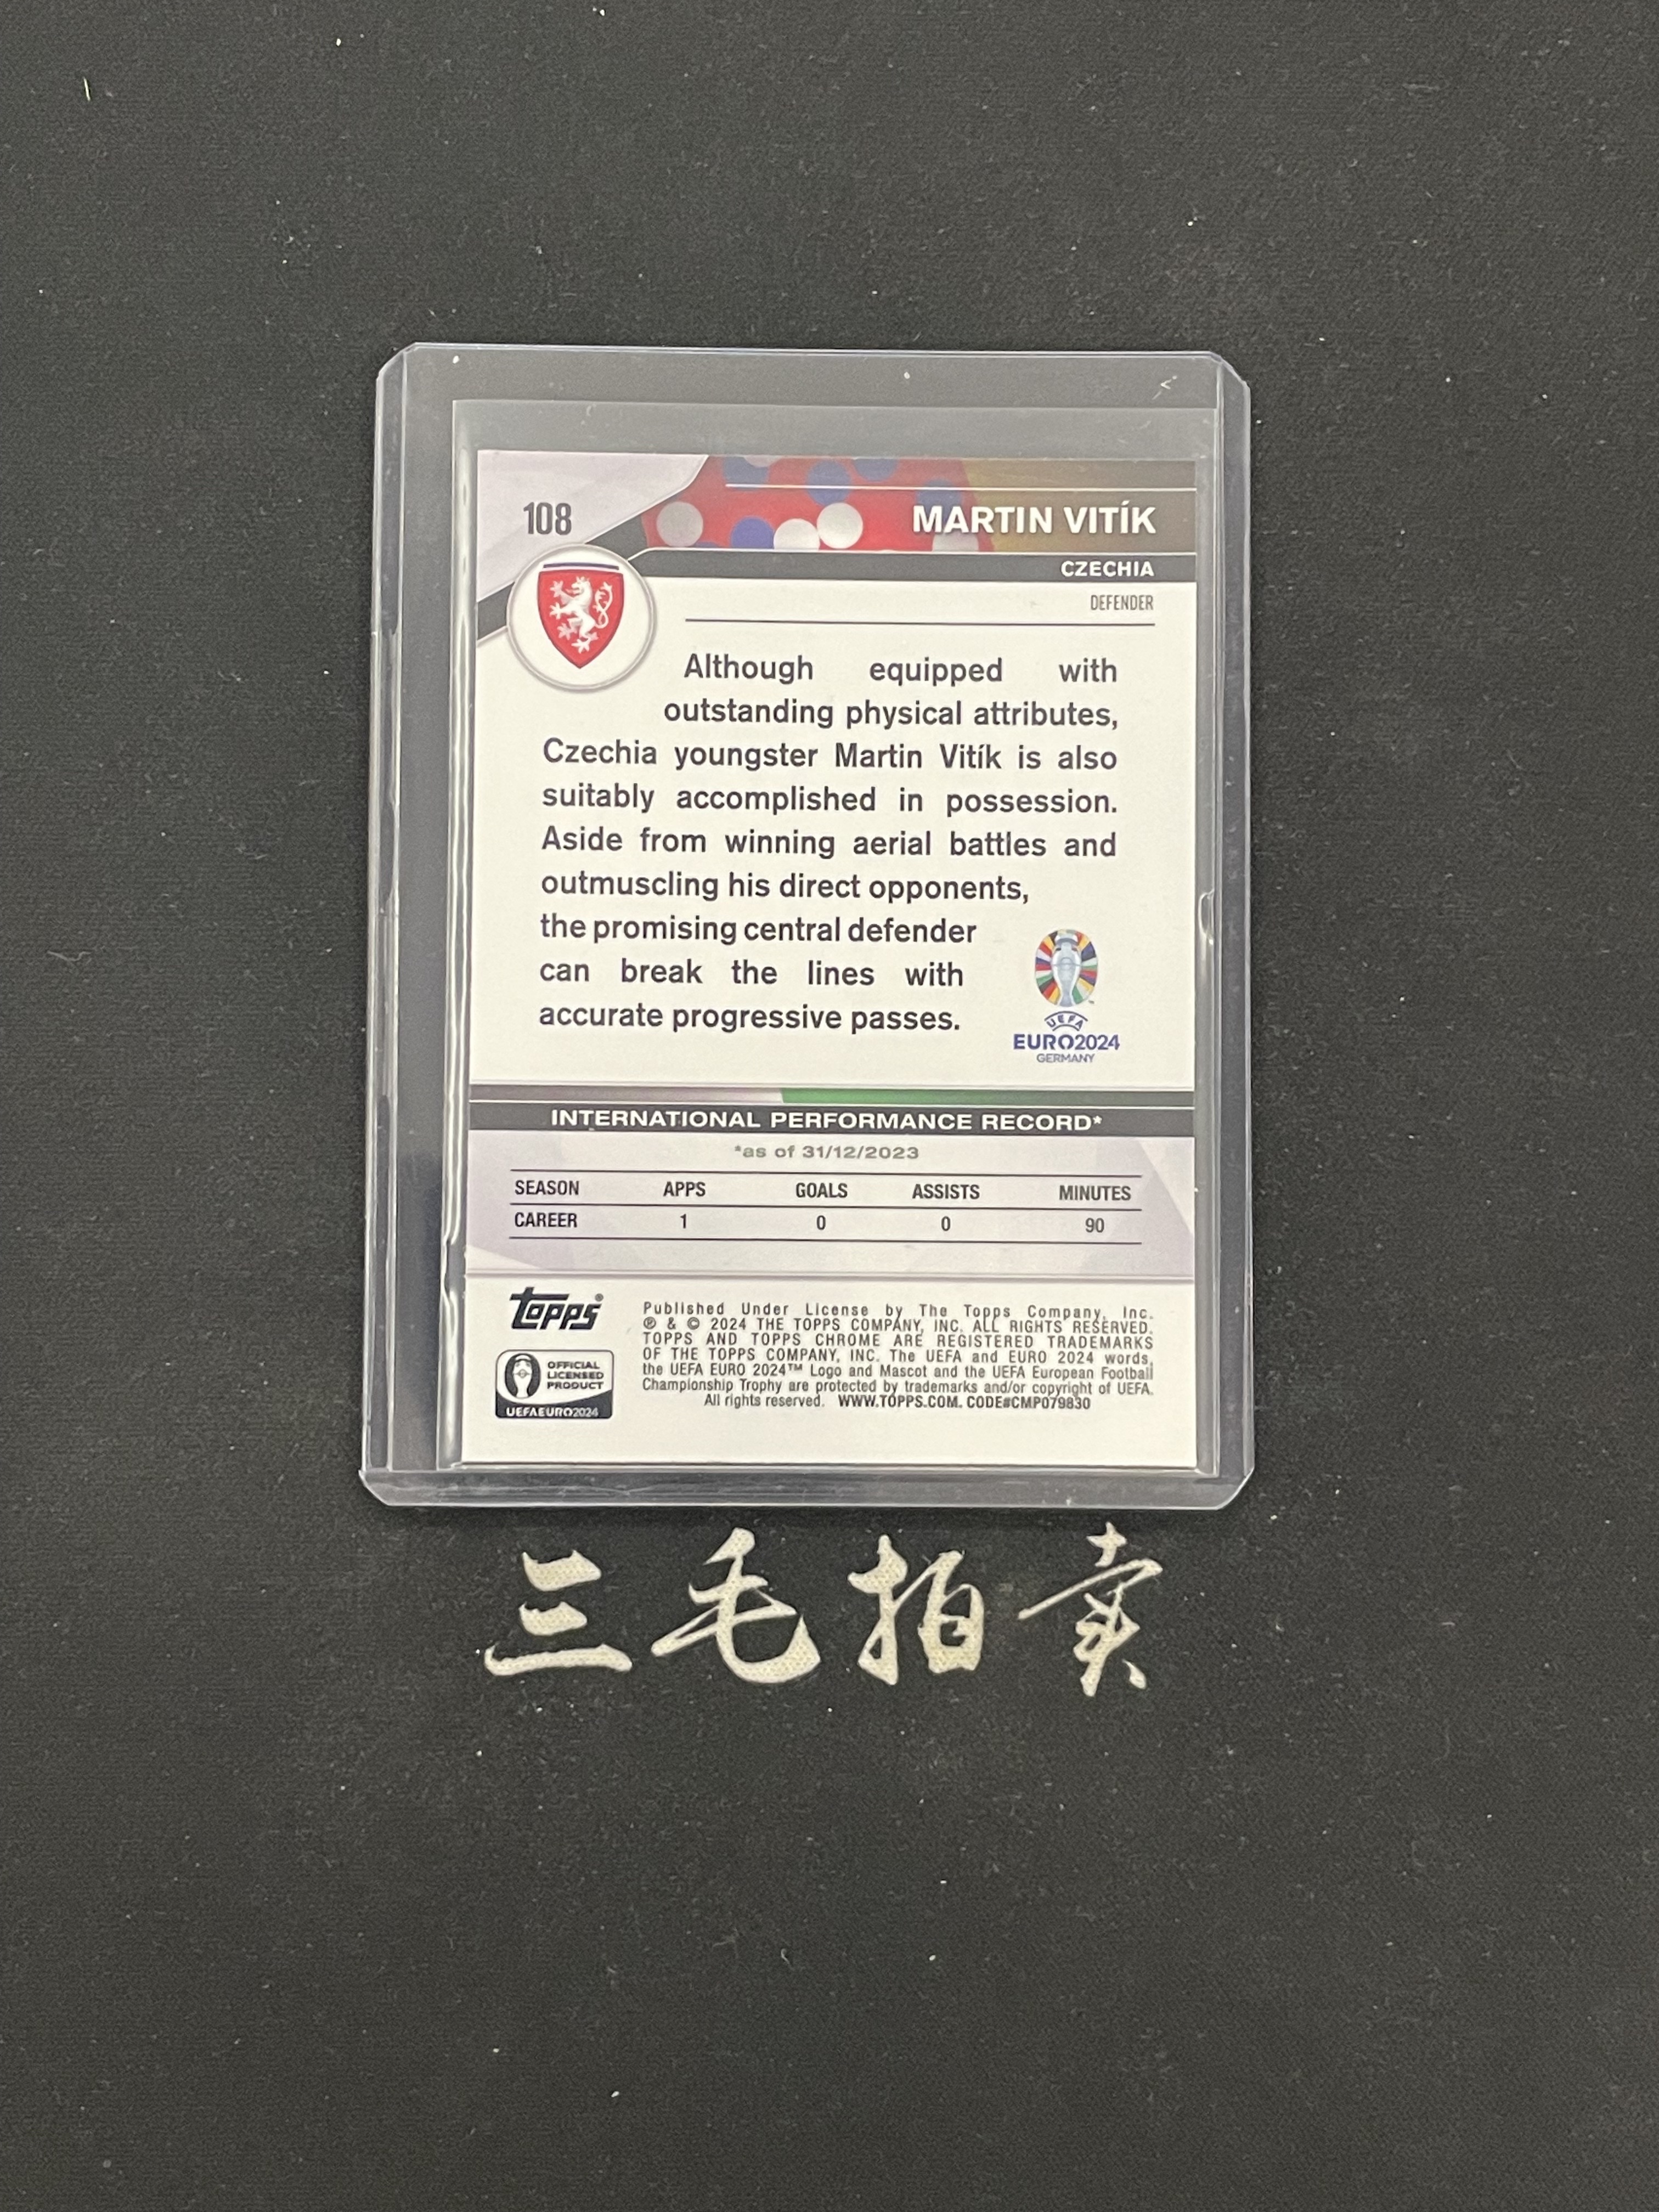 108
MARTIN VITÍK
CZECHIA
DEFENDER
Although equipped with
outstanding physical attributes,
Czechia youngster Martin Vitík is also
suitably accomplished in possession.
Aside from winning aerial battles and
outmuscling his direct opponents,
the promising central defender
can break the lines with
accurate progressive passes.
UEFA
EURO2024
GERMANY
INTERNATIONAL PERFORMANCE RECORD*
*as of 31/12/2023
SEASON APPS GOALS ASSISTS MINUTES
CAREER 1 0 0 90
Topps®
OFFICIAL
LICENSED
PRODUCT
UEFAEURO2024
Published Under License by The Topps Company, Inc.
® & © 2024 THE TOPPS COMPANY, INC. ALL RIGHTS RESERVED.
TOPPS AND TOPPS CHROME ARE REGISTERED TRADEMARKS
OF THE TOPPS COMPANY, INC. The UEFA and EURO 2024 words,
the UEFA EURO 2024™ Logo and Mascot and the UEFA European Football
Championship Trophy are protected by trademarks and/or copyright of UEFA.
All rights reserved. WWW.TOPPS.COM. CODE#CMP079830
三毛拍卖